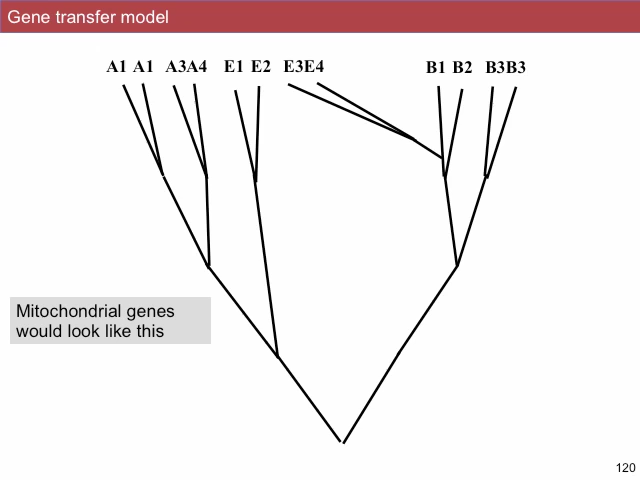 Gene transfer model
A1 A1 A3A4 E1 E2 E3E4 B1 B2 B3B3
Mitochondrial genes
would look like this
120